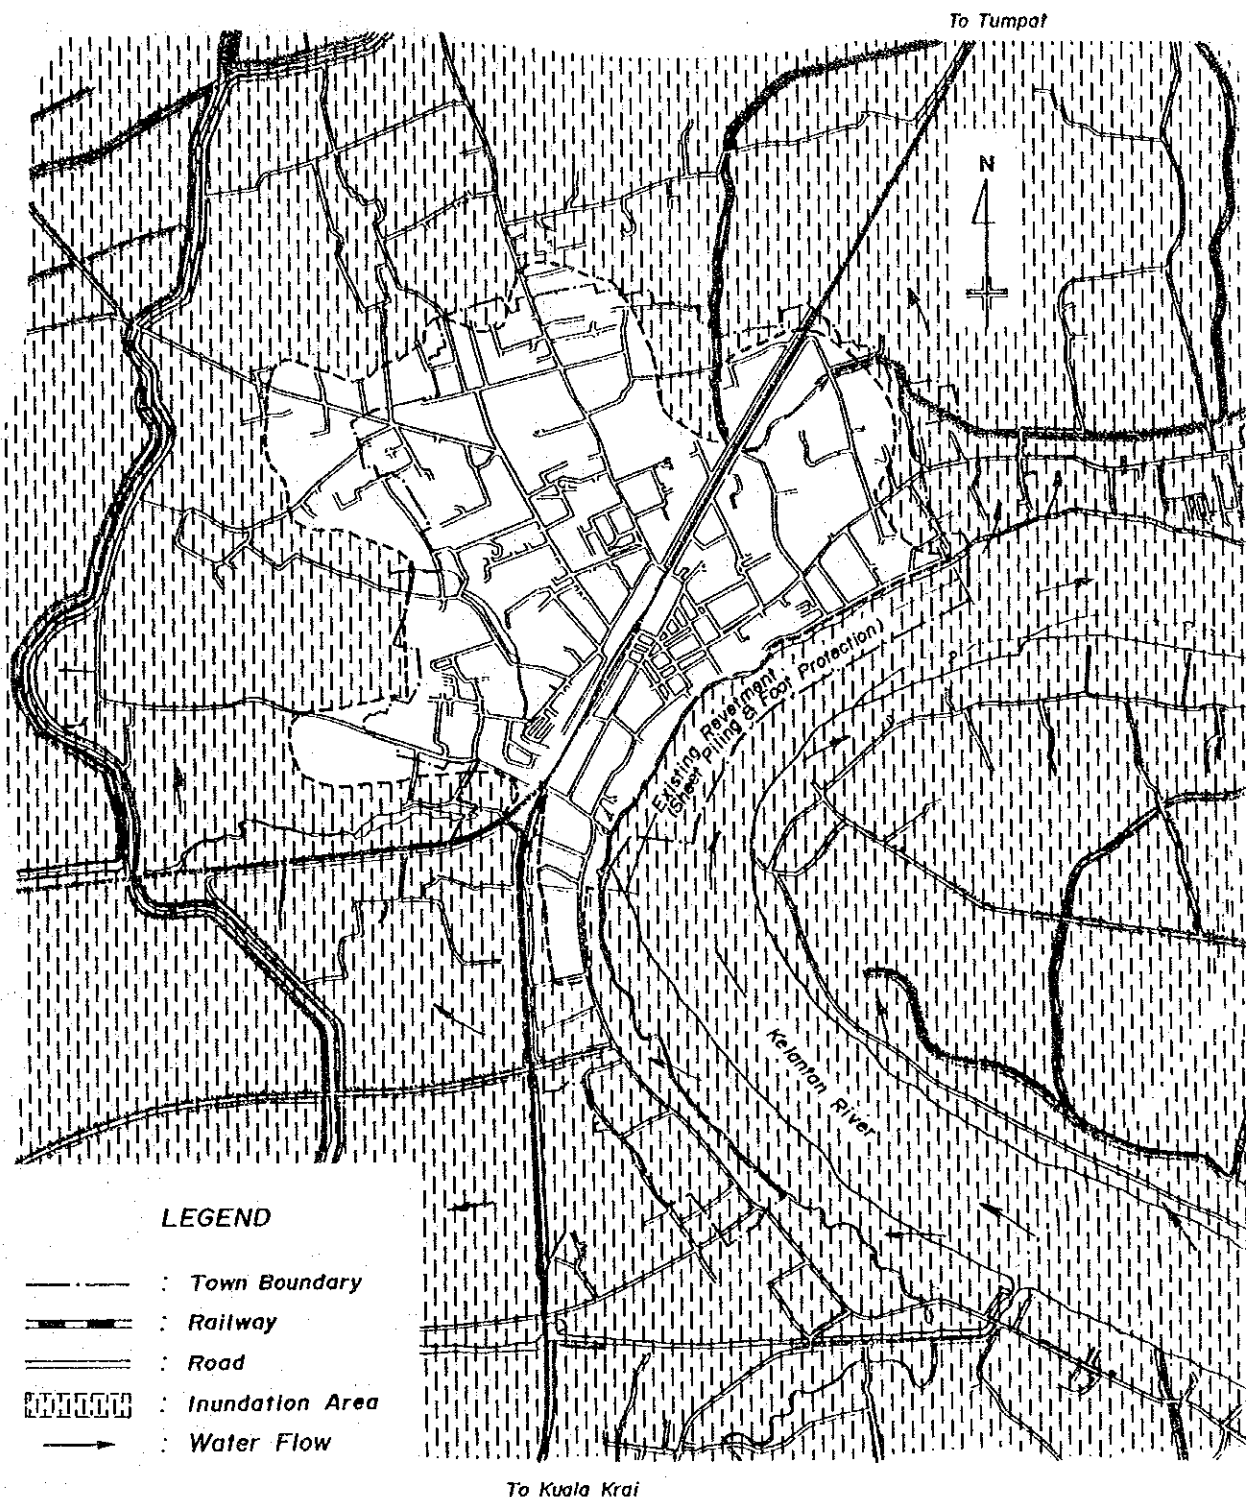 To Tumpat
N
Existing Revement
(Sheet Piling & Foot Protection)
Kelantan River
LEGEND
: Town Boundary
: Railway
: Road
: Inundation Area
: Water Flow
To Kuala Krai